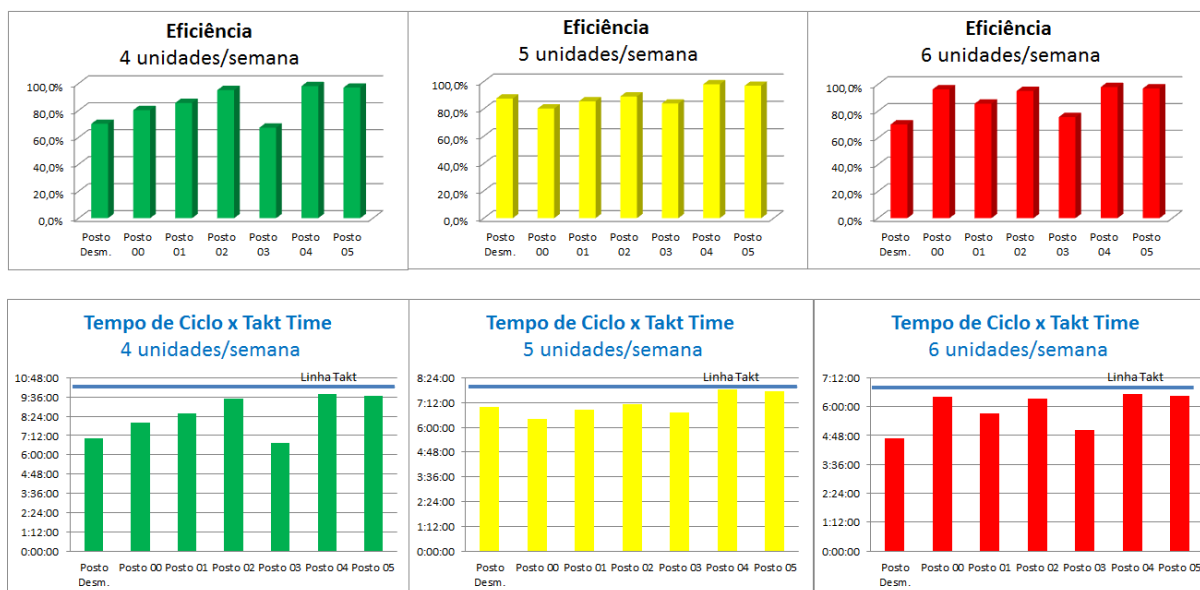 Eficiência
4 unidades/semana
100,0%
80,0%
60,0%
40,0%
20,0%
0,0%
Posto Desm.
Posto 00
Posto 01
Posto 02
Posto 03
Posto 04
Posto 05
Eficiência
5 unidades/semana
100,0%
80,0%
60,0%
40,0%
20,0%
0,0%
Posto Desm.
Posto 00
Posto 01
Posto 02
Posto 03
Posto 04
Posto 05
Eficiência
6 unidades/semana
100,0%
80,0%
60,0%
40,0%
20,0%
0,0%
Posto Desm.
Posto 00
Posto 01
Posto 02
Posto 03
Posto 04
Posto 05
Tempo de Ciclo x Takt Time
4 unidades/semana
Linha Takt
10:48:00
9:36:00
8:24:00
7:12:00
6:00:00
4:48:00
3:36:00
2:24:00
1:12:00
0:00:00
Posto Desm.
Posto 00
Posto 01
Posto 02
Posto 03
Posto 04
Posto 05
Tempo de Ciclo x Takt Time
5 unidades/semana
Linha Takt
8:24:00
7:12:00
6:00:00
4:48:00
3:36:00
2:24:00
1:12:00
0:00:00
Posto Desm.
Posto 00
Posto 01
Posto 02
Posto 03
Posto 04
Posto 05
Tempo de Ciclo x Takt Time
6 unidades/semana
Linha Takt
7:12:00
6:00:00
4:48:00
3:36:00
2:24:00
1:12:00
0:00:00
Posto Desm.
Posto 00
Posto 01
Posto 02
Posto 03
Posto 04
Posto 05